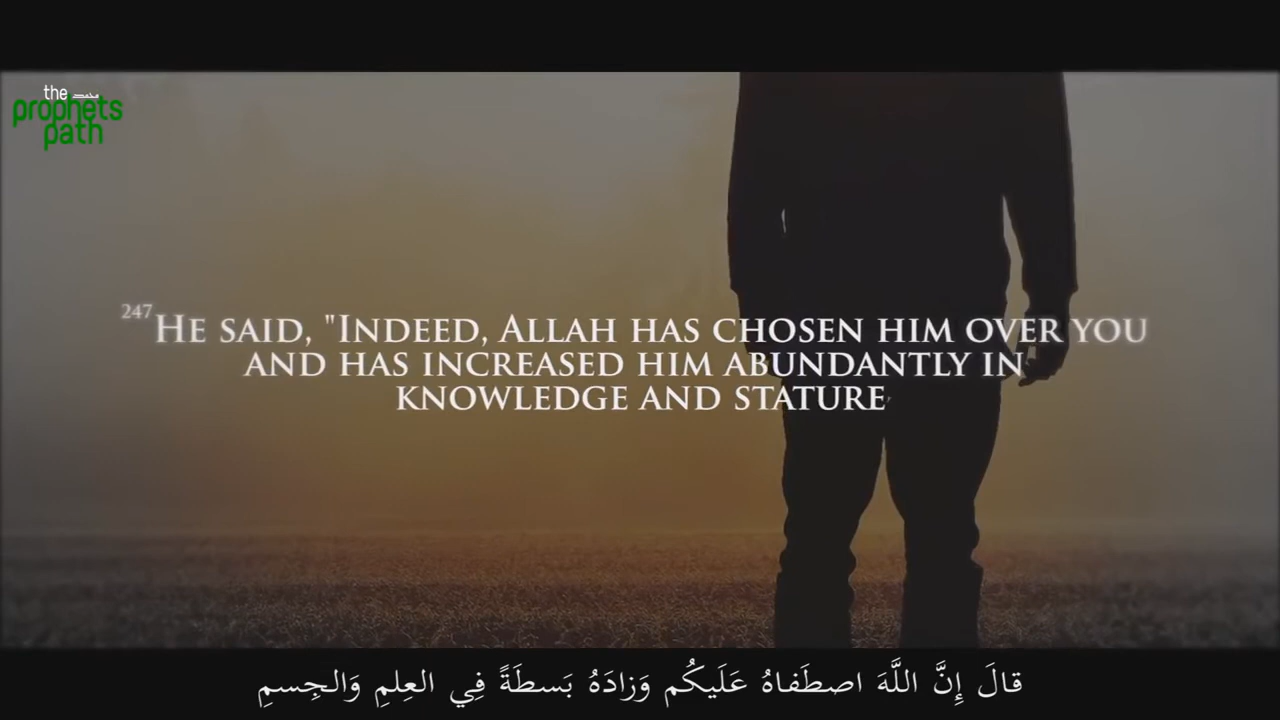 the
prophets
path
247 He said, "Indeed, Allah has chosen him over you
and has increased him abundantly in
knowledge and stature
قالَ إِنَّ اللَّهَ اصطَفاهُ عَلَيكُم وَزادَهُ بَسطَةً فِي العِلمِ وَالجِسمِ